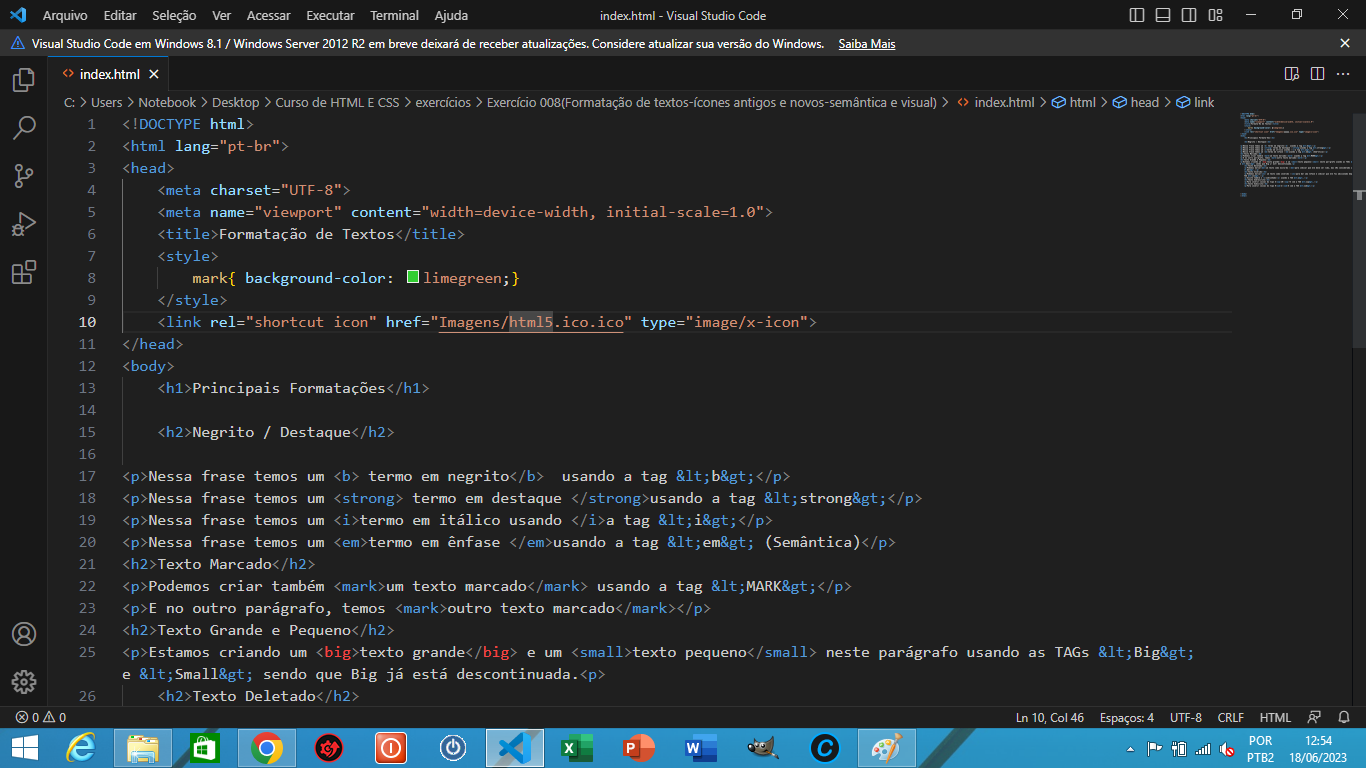 Arquivo Editar Seleção Ver Acessar Executar Terminal Ajuda index.html - Visual Studio Code
Visual Studio Code em Windows 8.1 / Windows Server 2012 R2 em breve deixará de receber atualizações. Considere atualizar sua versão do Windows. Saiba Mais
<> index.html
C: > Users > Notebook > Desktop > Curso de HTML E CSS > exercícios > Exercício 008(Formatação de textos-ícones antigos e novos-semântica e visual) > <> index.html > html > head > link
1 <!DOCTYPE html>
2 <html lang="pt-br">
3 <head>
4 <meta charset="UTF-8">
5 <meta name="viewport" content="width=device-width, initial-scale=1.0">
6 <title>Formatação de Textos</title>
7 <style>
8 mark{ background-color: limegreen;}
9 </style>
10 <link rel="shortcut icon" href="Imagens/html5.ico.ico" type="image/x-icon">
11 </head>
12 <body>
13 <h1>Principais Formatações</h1>
14
15 <h2>Negrito / Destaque</h2>
16
17 <p>Nessa frase temos um <b> termo em negrito</b>  usando a tag &lt;b&gt;</p>
18 <p>Nessa frase temos um <strong> termo em destaque </strong>usando a tag &lt;strong&gt;</p>
19 <p>Nessa frase temos um <i>termo em itálico usando </i>a tag &lt;i&gt;</p>
20 <p>Nessa frase temos um <em>termo em ênfase </em>usando a tag &lt;em&gt; (Semântica)</p>
21 <h2>Texto Marcado</h2>
22 <p>Podemos criar também <mark>um texto marcado</mark> usando a tag &lt;MARK&gt;</p>
23 <p>E no outro parágrafo, temos <mark>outro texto marcado</mark></p>
24 <h2>Texto Grande e Pequeno</h2>
25 <p>Estamos criando um <big>texto grande</big> e um <small>texto pequeno</small> neste parágrafo usando as TAGs &lt;Big&gt;
e &lt;Small&gt; sendo que Big já está descontinuada.<p>
26 <h2>Texto Deletado</h2>
0 0 Ln 10, Col 46 Espaços: 4 UTF-8 CRLF HTML
POR 12:54
PTB2 18/06/2023